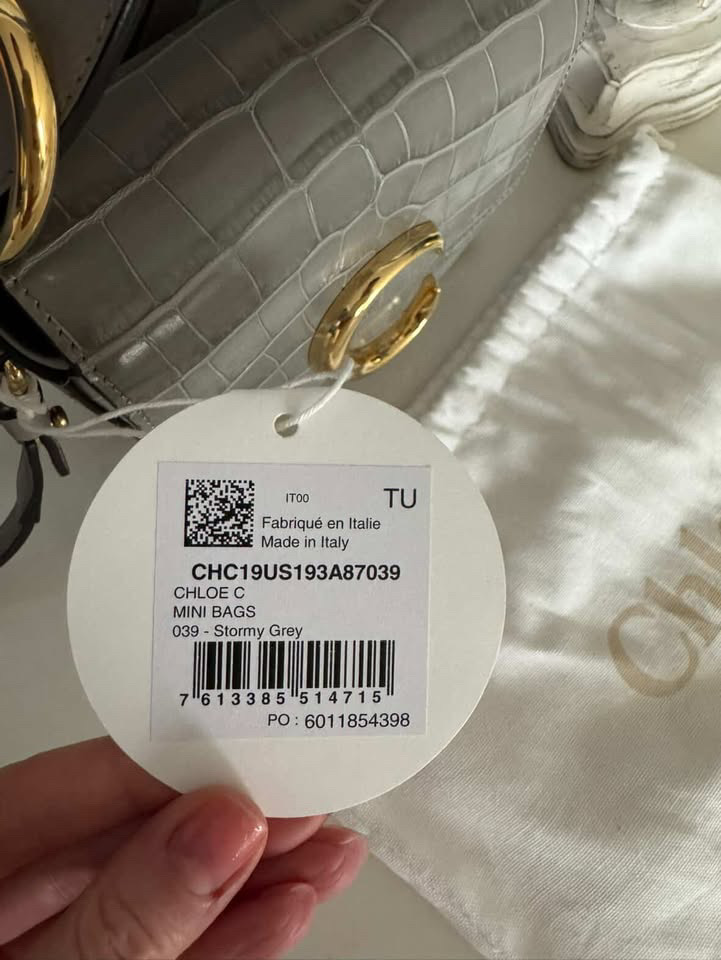 IT00
TU
Fabriqué en Italie
Made in Italy
CHC19US193A87039
CHLOE C
MINI BAGS
039 - Stormy Grey
7 613385 514715
PO : 6011854398
Chl